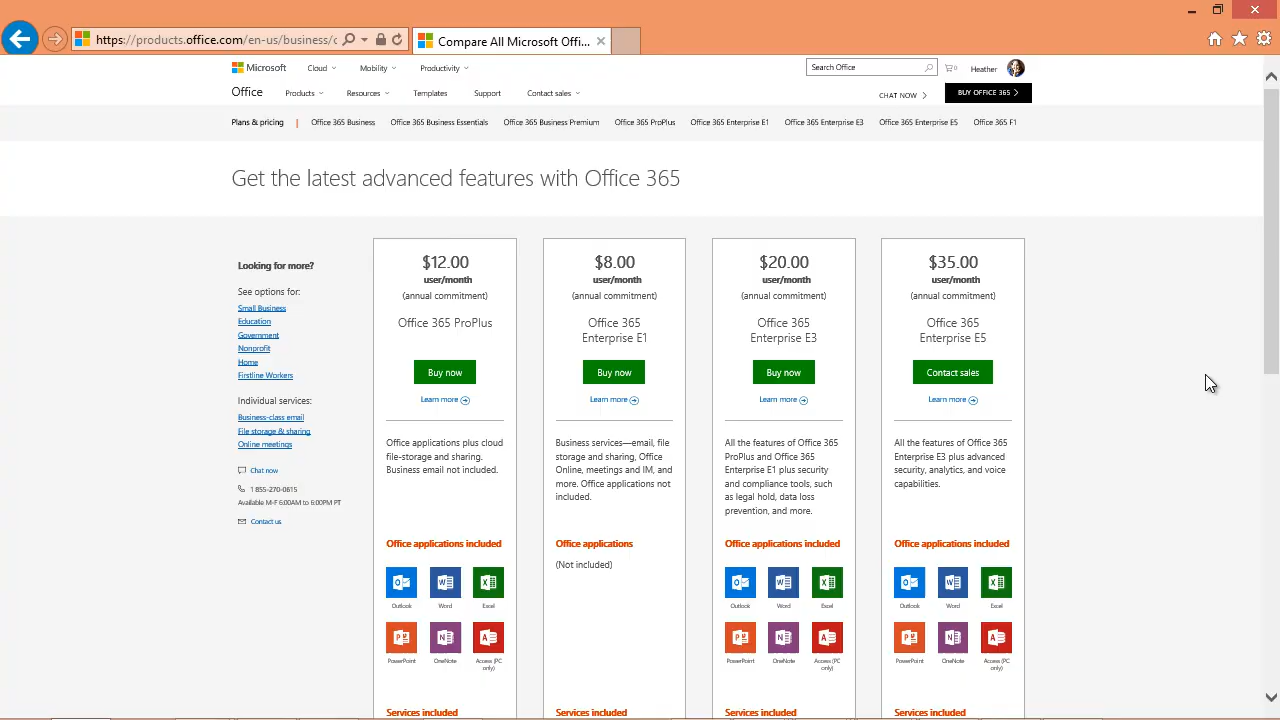 https://products.office.com/en-us/business/c
Compare All Microsoft Offi...
Microsoft Cloud Mobility Productivity
Search Office
0
Heather
Office Products Resources Templates Support Contact sales
CHAT NOW
BUY OFFICE 365
Plans & pricing | Office 365 Business Office 365 Business Essentials Office 365 Business Premium Office 365 ProPlus Office 365 Enterprise E1 Office 365 Enterprise E3 Office 365 Enterprise E5 Office 365 F1
Get the latest advanced features with Office 365
Looking for more?
See options for:
Small Business
Education
Government
Nonprofit
Home
Firstline Workers
Individual services:
Business-class email
File storage & sharing
Online meetings
Chat now
1 855-270-0615
Available M-F 6:00AM to 6:00PM PT
Contact us
$12.00
user/month
(annual commitment)
Office 365 ProPlus
Buy now
Learn more
Office applications plus cloud
file-storage and sharing.
Business email not included.
Office applications included
Outlook Word Excel
PowerPoint OneNote Access (PC
only)
Services included
$8.00
user/month
(annual commitment)
Office 365
Enterprise E1
Buy now
Learn more
Business services—email, file
storage and sharing, Office
Online, meetings and IM, and
more. Office applications not
included.
Office applications
(Not included)
Services included
$20.00
user/month
(annual commitment)
Office 365
Enterprise E3
Buy now
Learn more
All the features of Office 365
ProPlus and Office 365
Enterprise E1 plus security
and compliance tools, such
as legal hold, data loss
prevention, and more.
Office applications included
Outlook Word Excel
PowerPoint OneNote Access (PC
only)
Services included
$35.00
user/month
(annual commitment)
Office 365
Enterprise E5
Contact sales
Learn more
All the features of Office 365
Enterprise E3 plus advanced
security, analytics, and voice
capabilities.
Office applications included
Outlook Word Excel
PowerPoint OneNote Access (PC
only)
Services included